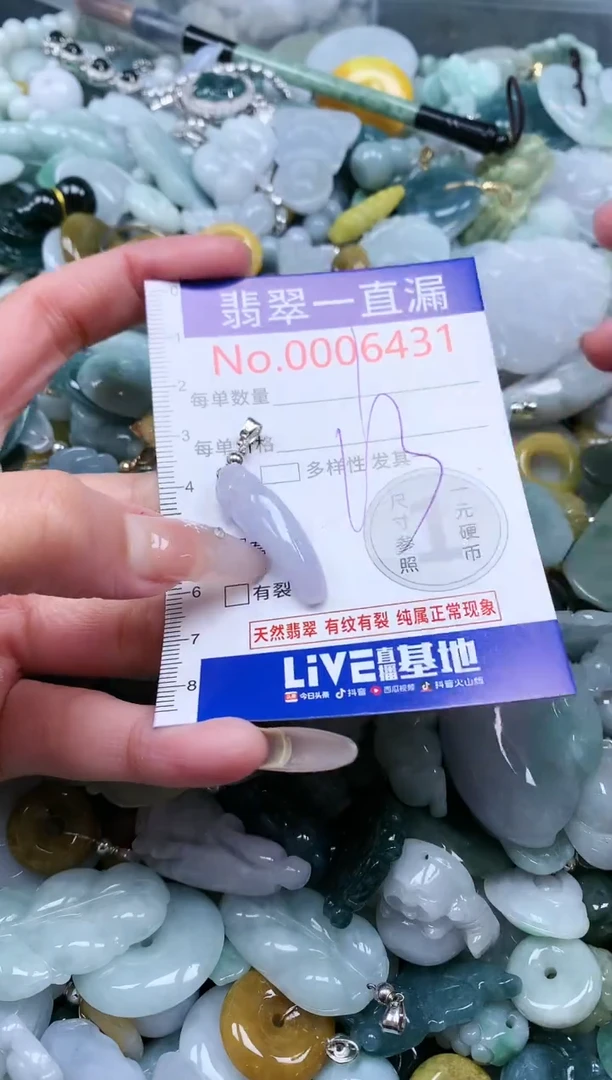 翡翠一直漏
No.0006431
每单数量
每单价格
多样性发其
尺寸参照
一元硬币
有裂
天然翡翠 有纹有裂 纯属正常现象
LiVE直播基地
今日头条 抖音 西瓜视频 抖音火山版
0
1
2
3
4
6
7
8